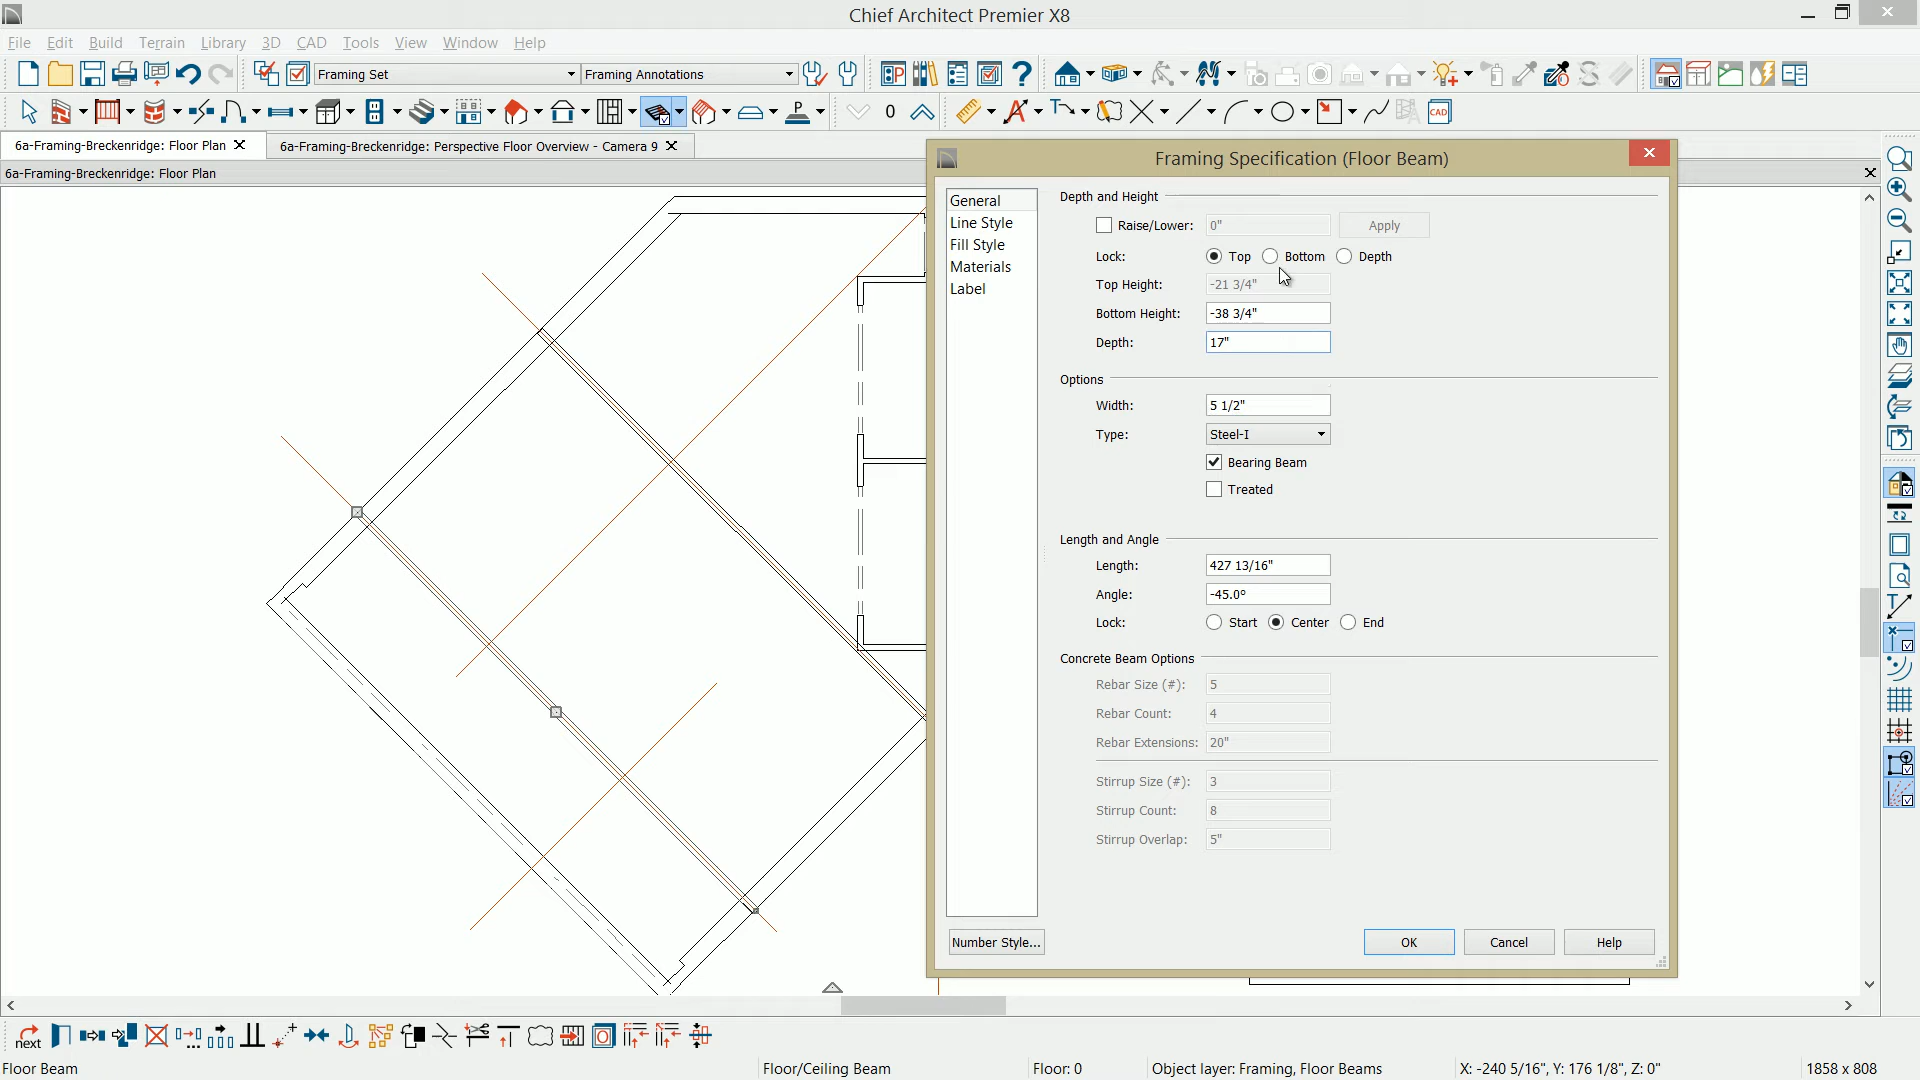 Chief Architect Premier X8
File Edit Build Terrain Library 3D CAD Tools View Window Help
Framing Set Framing Annotations
0 CAD
6a-Framing-Breckenridge: Floor Plan 6a-Framing-Breckenridge: Perspective Floor Overview - Camera 9
6a-Framing-Breckenridge: Floor Plan
Framing Specification (Floor Beam)
General
Line Style
Fill Style
Materials
Label
Depth and Height
Raise/Lower: 0" Apply
Lock: Top Bottom Depth
Top Height: -21 3/4"
Bottom Height: -38 3/4"
Depth: 17"
Options
Width: 5 1/2"
Type: Steel-I
Bearing Beam
Treated
Length and Angle
Length: 427 13/16"
Angle: -45.0º
Lock: Start Center End
Concrete Beam Options
Rebar Size (#): 5
Rebar Count: 4
Rebar Extensions: 20"
Stirrup Size (#): 3
Stirrup Count: 8
Stirrup Overlap: 5"
Number Style... OK Cancel Help
next
Floor Beam Floor/Ceiling Beam Floor: 0 Object layer: Framing, Floor Beams X: -240 5/16", Y: 176 1/8", Z: 0" 1858 x 808